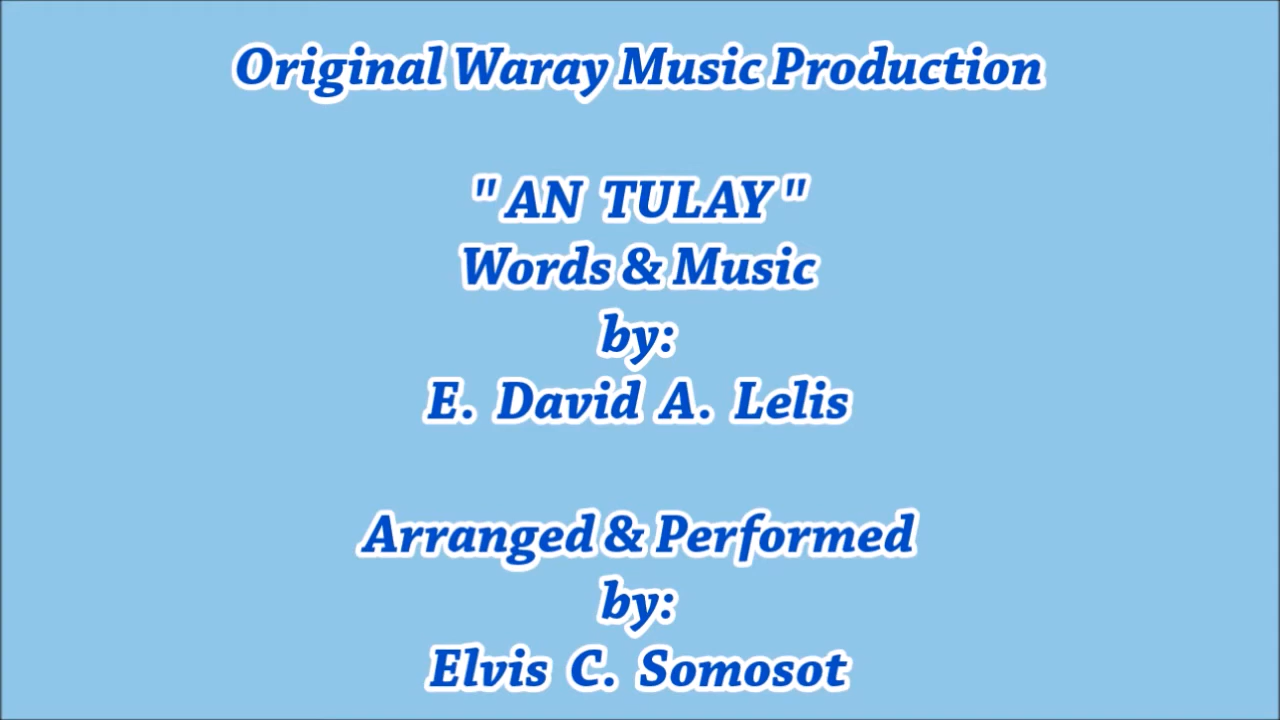 Original Waray Music Production
" AN TULAY "
Words & Music
by:
E. David A. Lelis
Arranged & Performed
by:
Elvis C. Somosot